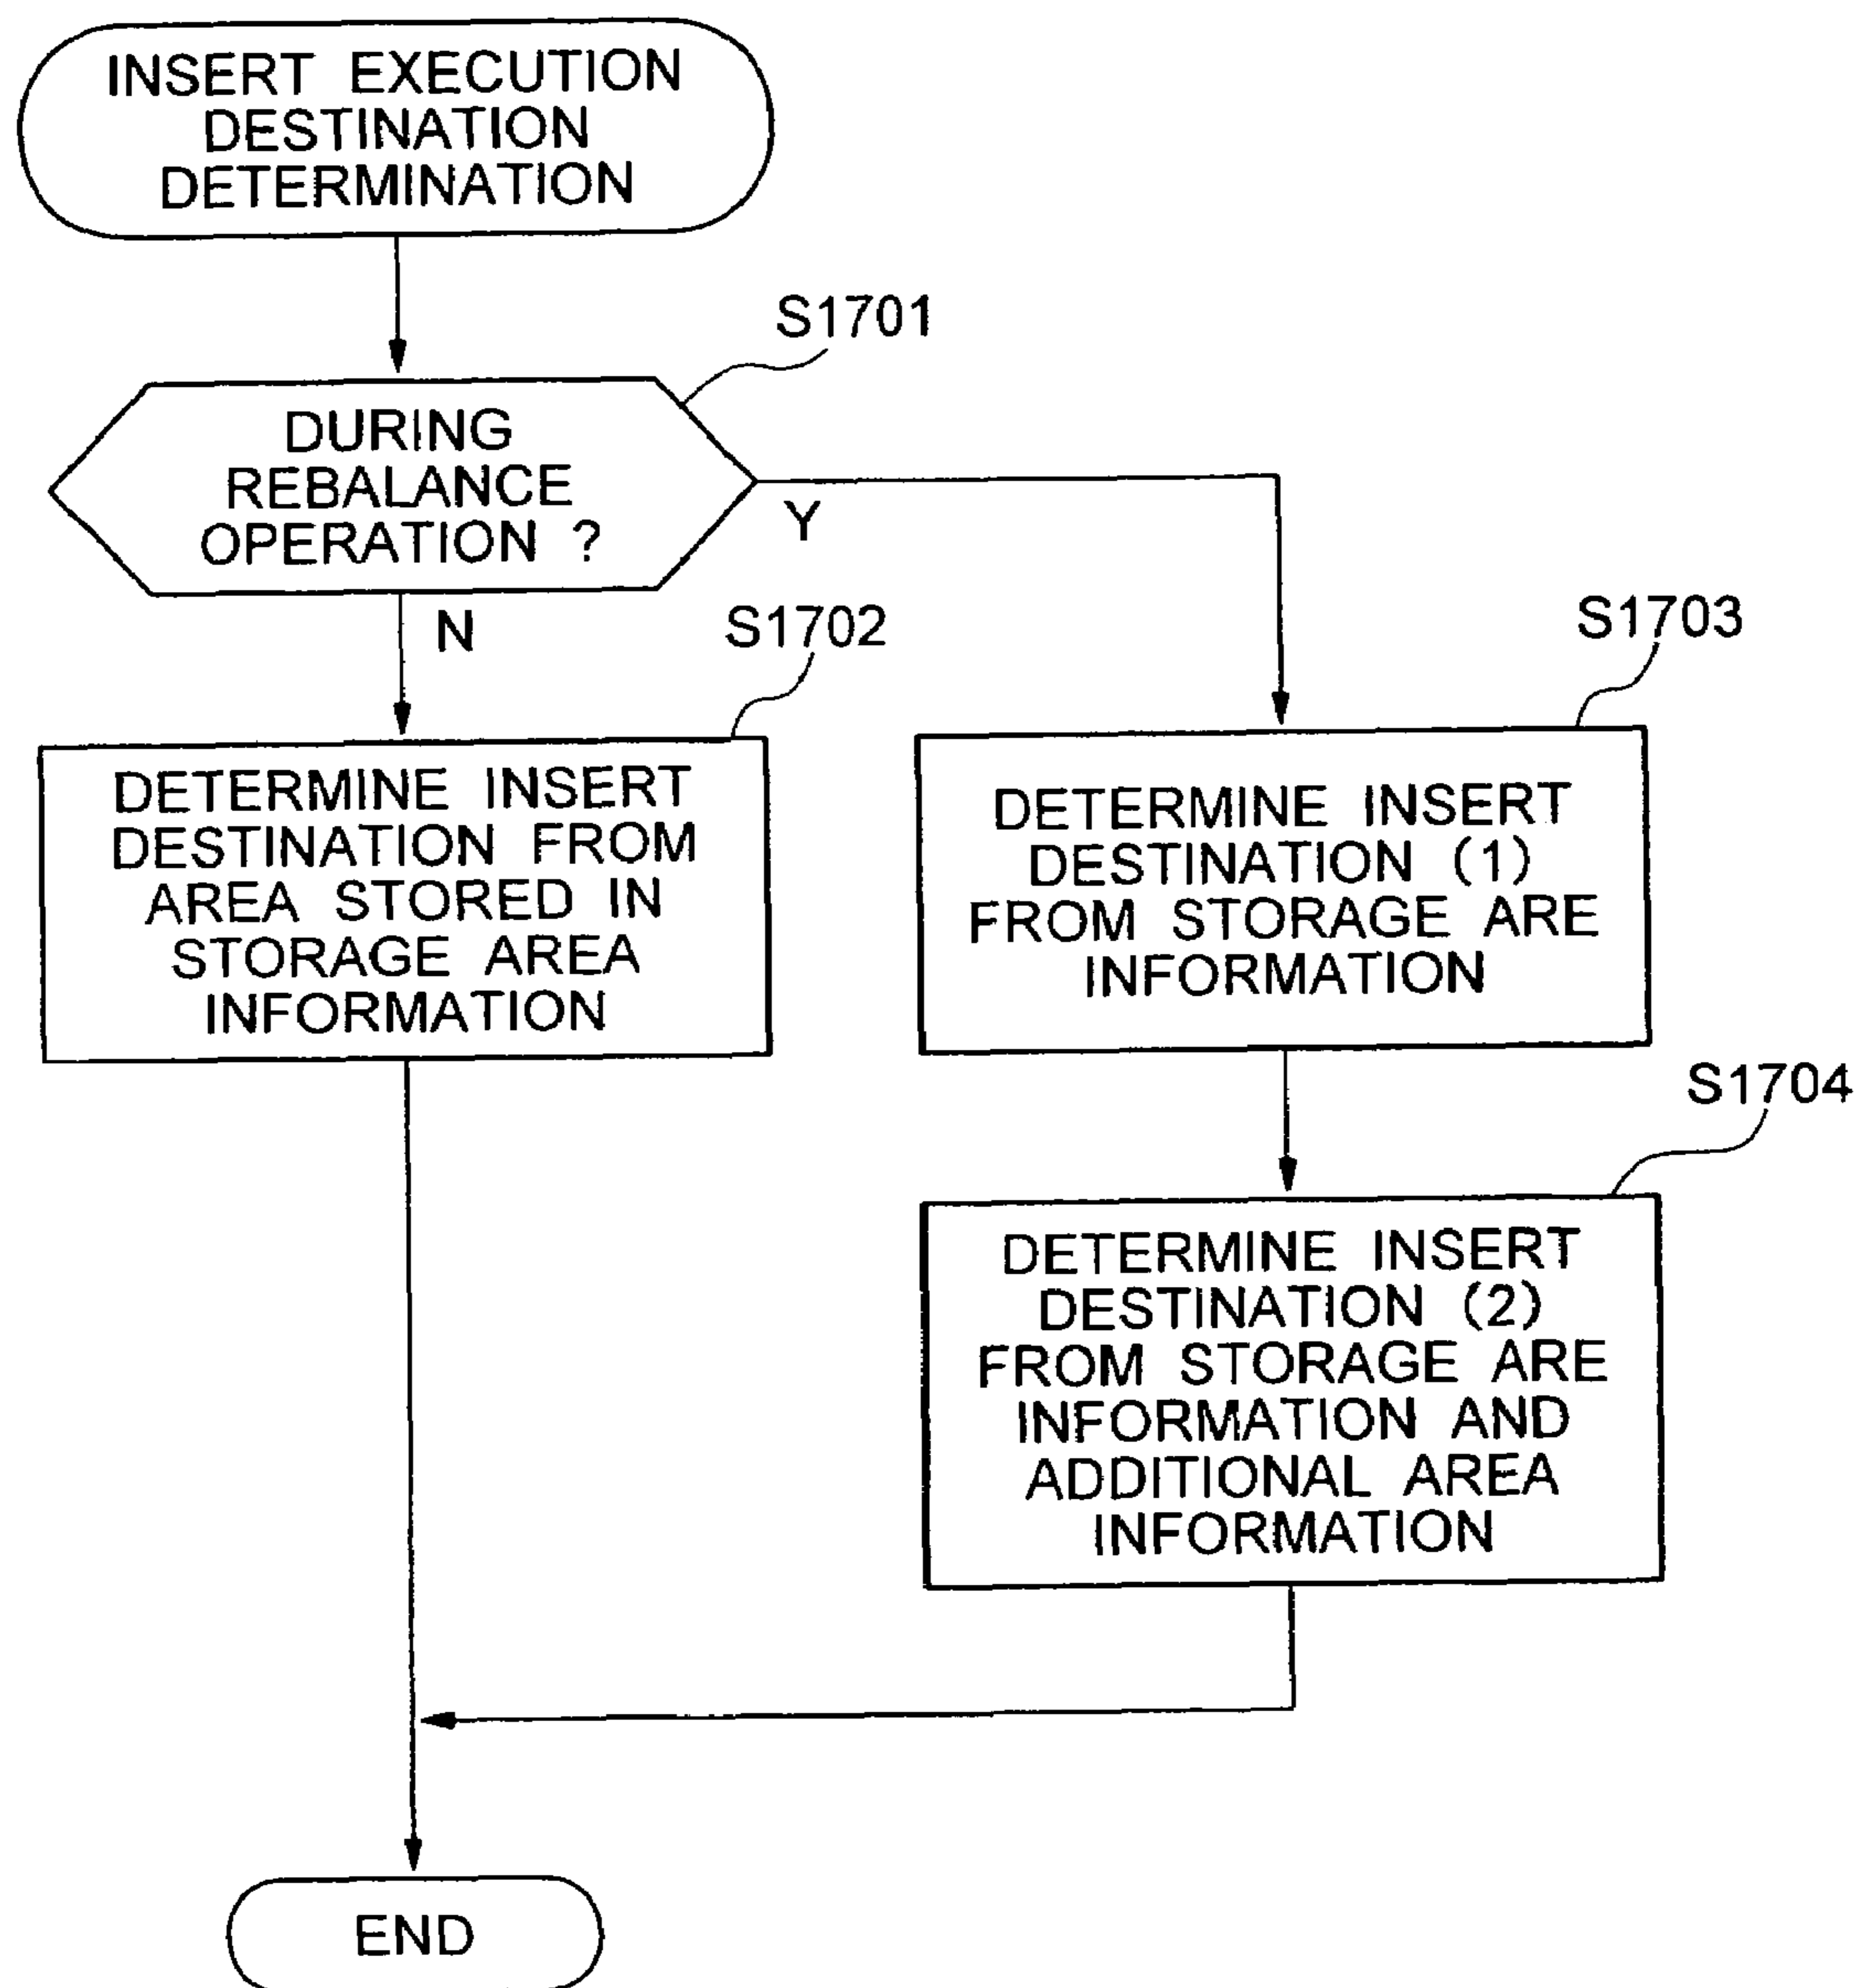 INSERT EXECUTION
DESTINATION
DETERMINATION
S1701
DURING
REBALANCE
OPERATION ?
Y
N
S1702
DETERMINE INSERT
DESTINATION FROM
AREA STORED IN
STORAGE AREA
INFORMATION
S1703
DETERMINE INSERT
DESTINATION (1)
FROM STORAGE ARE
INFORMATION
S1704
DETERMINE INSERT
DESTINATION (2)
FROM STORAGE ARE
INFORMATION AND
ADDITIONAL AREA
INFORMATION
END